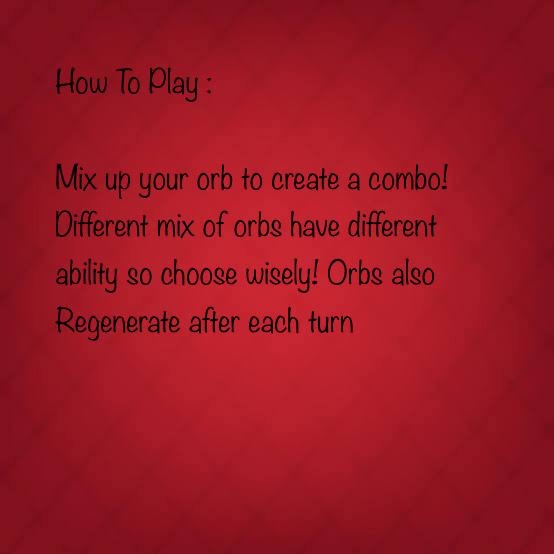 How To Play :
Mix up your orb to create a combo!
Different mix of orbs have different
ability so choose wisely! Orbs also
Regenerate after each turn